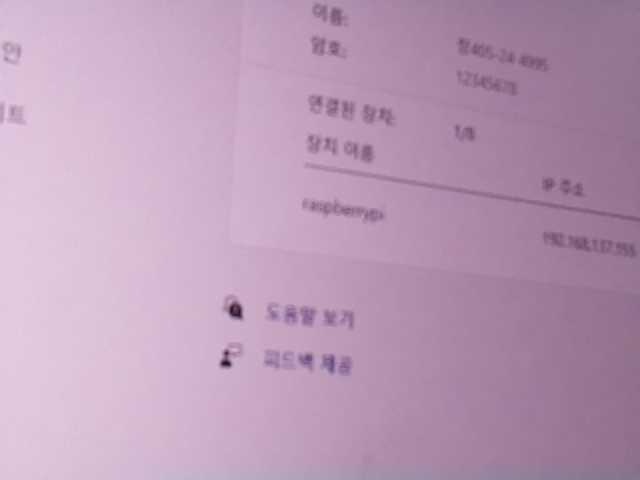 이름:
암호:
12345678
안
연결된 장치:
1/8
장치 이름
IP 주소
raspberrypi
192.168.137.155
도움말 보기
피드백 제공